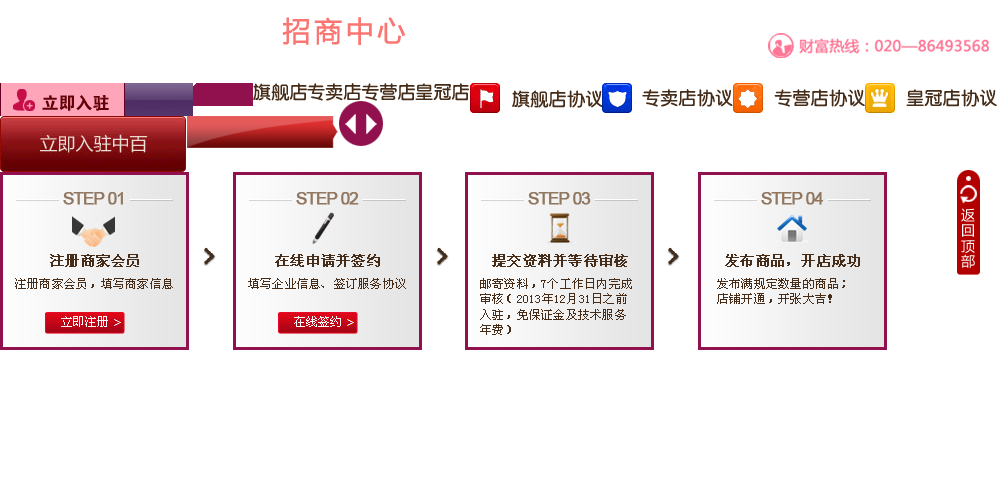 招商中心
财富热线：020—86493568
立即入驻
旗舰店专卖店专营店皇冠店
旗舰店协议
专卖店协议
专营店协议
皇冠店协议
立即入驻中百
STEP 01
注册商家会员
注册商家会员，填写商家信息
立即注册 >
STEP 02
在线申请并签约
填写企业信息、签订服务协议
在线签约 >
STEP 03
提交资料并等待审核
邮寄资料，7个工作日内完成
审核（2013年12月31日之前
入驻，免保证金及技术服务
年费）
STEP 04
发布商品，开店成功
发布满规定数量的商品；
店铺开通，开张大吉！
返回顶部